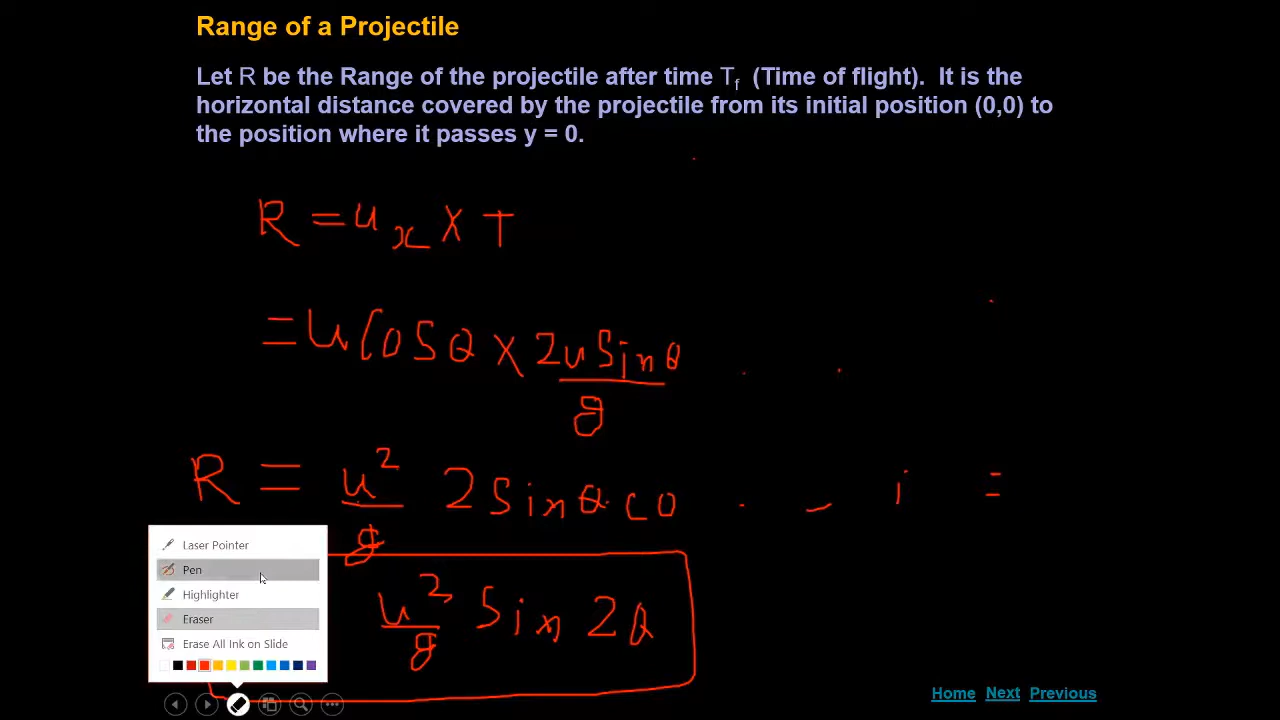 Range of a Projectile
Let R be the Range of the projectile after time Tf (Time of flight). It is the
horizontal distance covered by the projectile from its initial position (0,0) to
the position where it passes y = 0.
R = ux × T
= u Cosθ × 2u Sinθ
g
R = u² 2 Sinθ. co . _ i =
g
u² Sin 2θ
g
Laser Pointer
Pen
Highlighter
Eraser
Erase All Ink on Slide
Home Next Previous